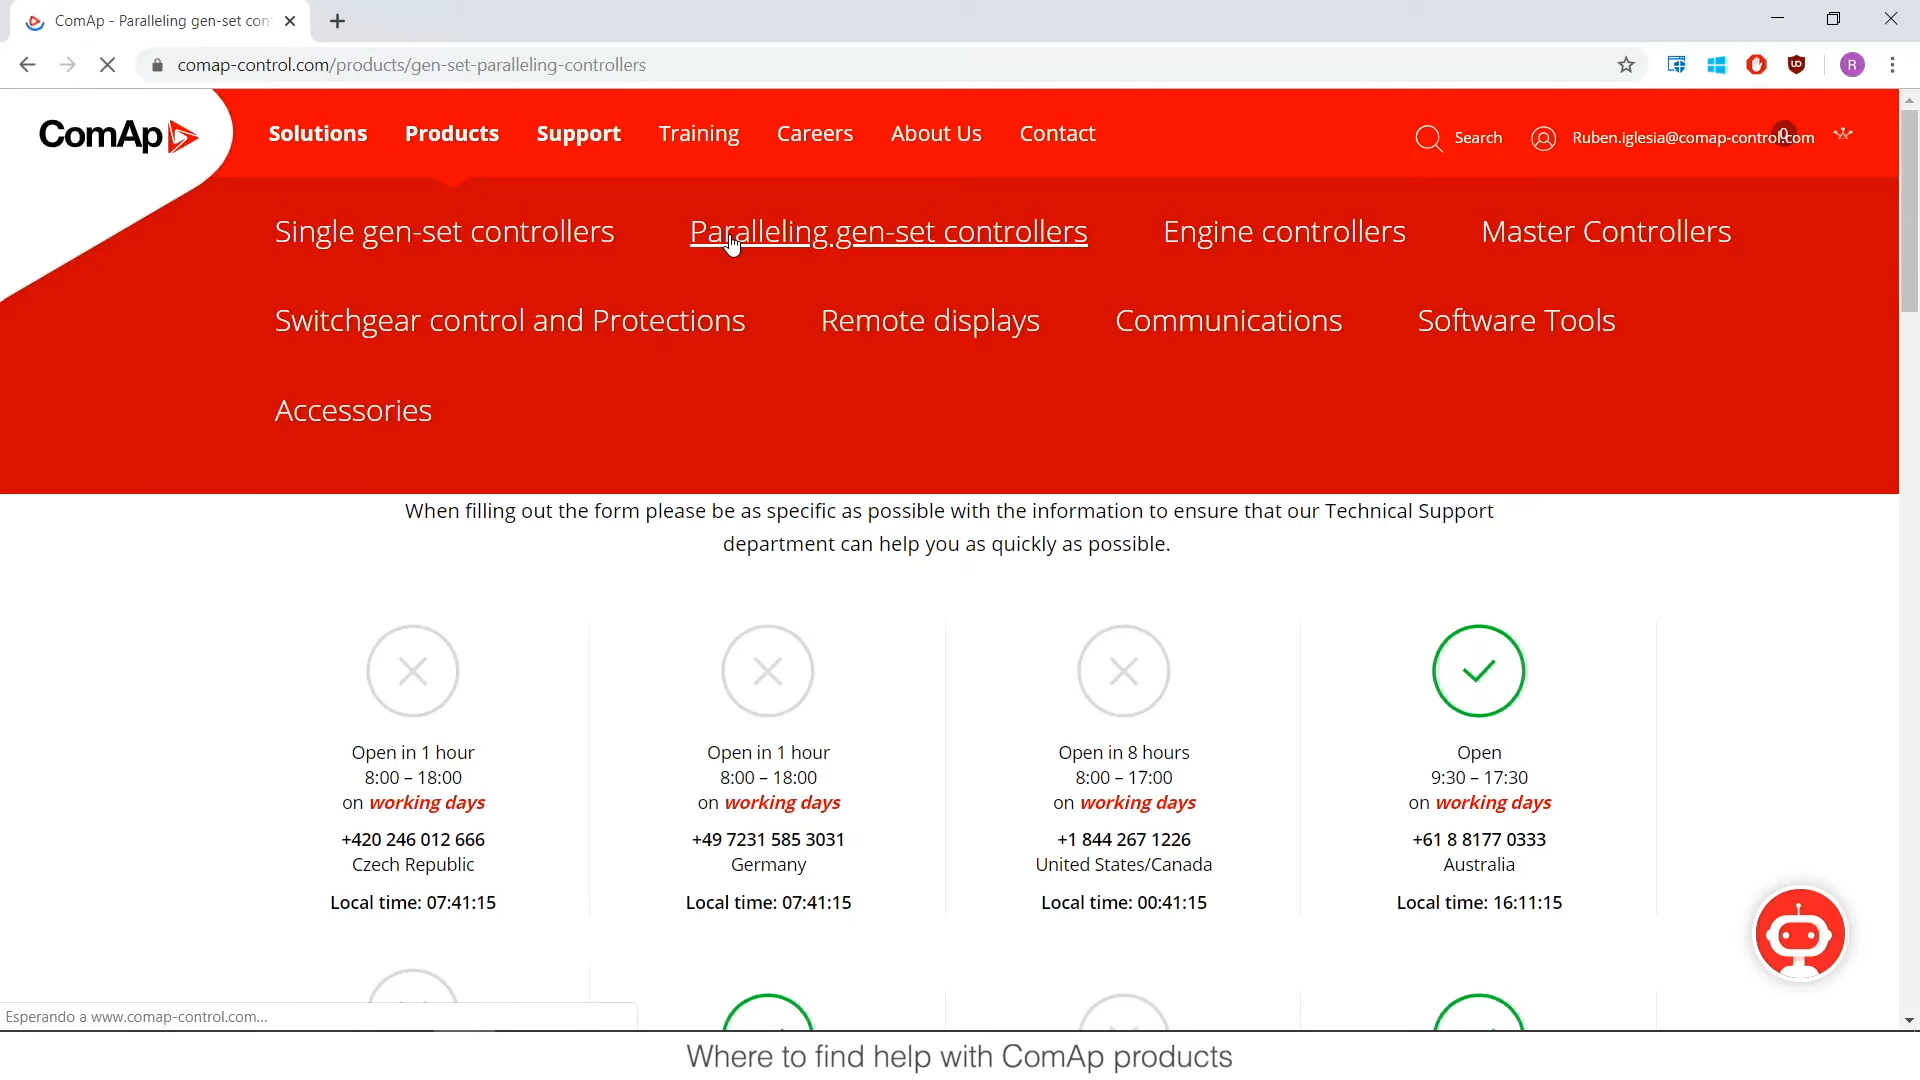 ComAp - Paralleling gen-set con
comap-control.com/products/gen-set-paralleling-controllers
R
ComAp
Solutions
Products
Support
Training
Careers
About Us
Contact
Search
Ruben.iglesia@comap-control.com
0
Single gen-set controllers
Paralleling gen-set controllers
Engine controllers
Master Controllers
Switchgear control and Protections
Remote displays
Communications
Software Tools
Accessories
When filling out the form please be as specific as possible with the information to ensure that our Technical Support
department can help you as quickly as possible.
Open in 1 hour
8:00 – 18:00
on working days
+420 246 012 666
Czech Republic
Local time: 07:41:15
Open in 1 hour
8:00 – 18:00
on working days
+49 7231 585 3031
Germany
Local time: 07:41:15
Open in 8 hours
8:00 – 17:00
on working days
+1 844 267 1226
United States/Canada
Local time: 00:41:15
Open
9:30 – 17:30
on working days
+61 8 8177 0333
Australia
Local time: 16:11:15
Esperando a www.comap-control.com...
Where to find help with ComAp products